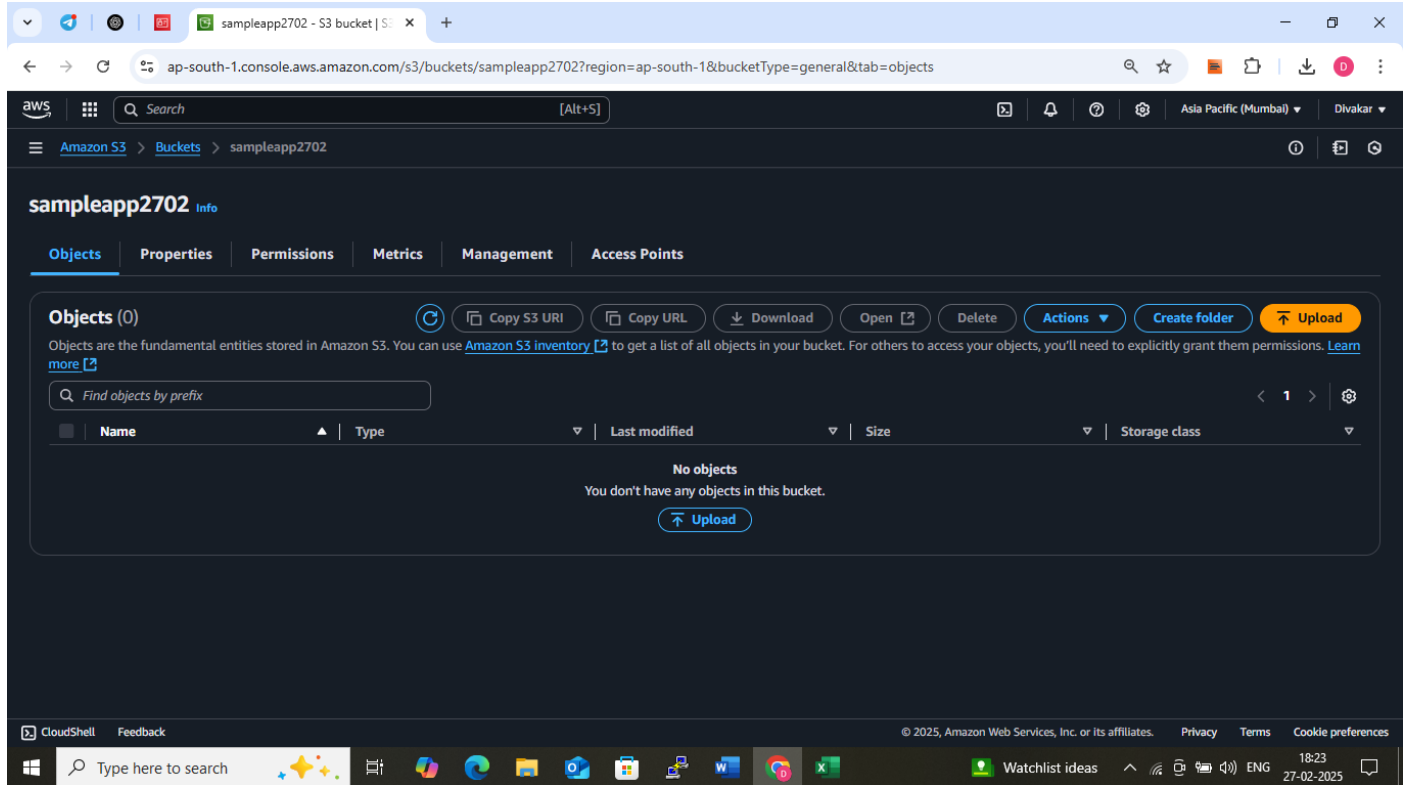 sampleapp2702 - S3 bucket | S3
ap-south-1.console.aws.amazon.com/s3/buckets/sampleapp2702?region=ap-south-1&bucketType=general&tab=objects
D
aws
Search [Alt+S]
Asia Pacific (Mumbai)
Divakar
Amazon S3 > Buckets > sampleapp2702
sampleapp2702 Info
Objects Properties Permissions Metrics Management Access Points
Objects (0) Copy S3 URI Copy URL Download Open Delete Actions Create folder Upload
Objects are the fundamental entities stored in Amazon S3. You can use Amazon S3 inventory to get a list of all objects in your bucket. For others to access your objects, you'll need to explicitly grant them permissions. Learn
more
Find objects by prefix
1
Name Type Last modified Size Storage class
No objects
You don't have any objects in this bucket.
Upload
CloudShell Feedback © 2025, Amazon Web Services, Inc. or its affiliates. Privacy Terms Cookie preferences
Type here to search
Watchlist ideas
ENG
18:23
27-02-2025